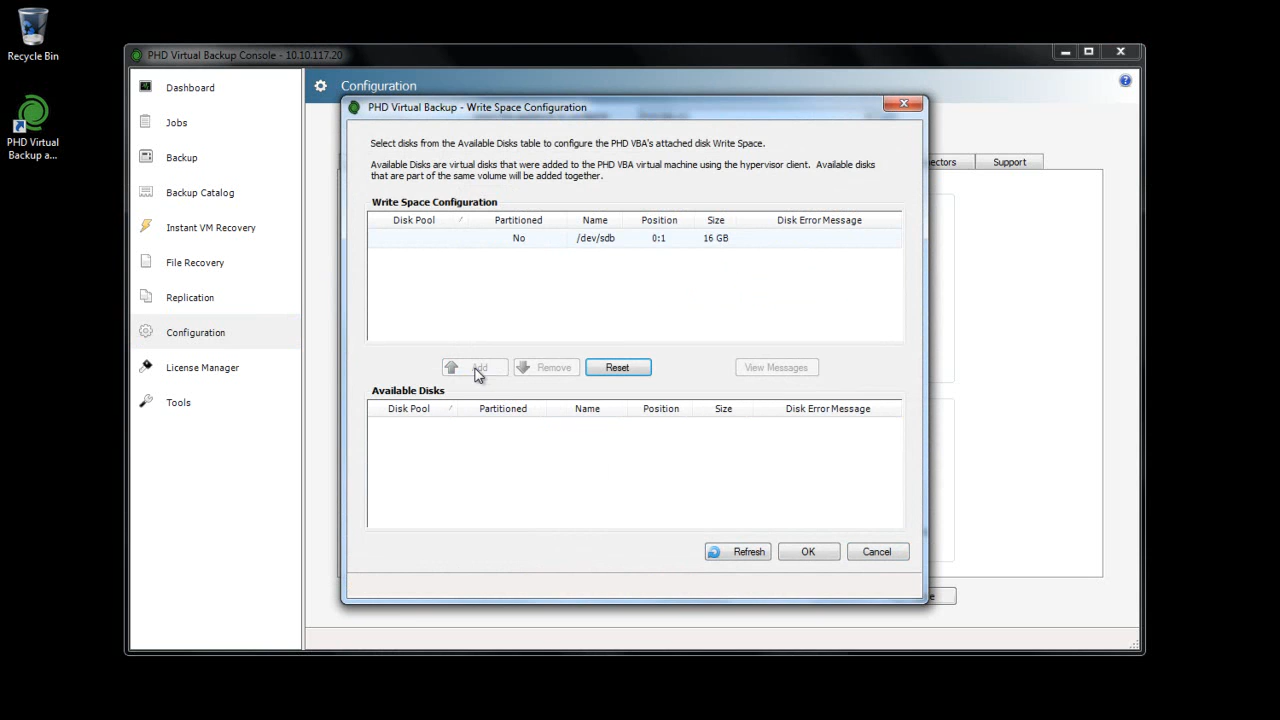 Recycle Bin
PHD Virtual
Backup a...
PHD Virtual Backup Console - 10.10.117.20
Dashboard
Jobs
Backup
Backup Catalog
Instant VM Recovery
File Recovery
Replication
Configuration
License Manager
Tools
Configuration
ectors
Support
PHD Virtual Backup - Write Space Configuration
Select disks from the Available Disks table to configure the PHD VBA's attached disk Write Space.
Available Disks are virtual disks that were added to the PHD VBA virtual machine using the hypervisor client. Available disks
that are part of the same volume will be added together.
Write Space Configuration
Disk Pool Partitioned Name Position Size Disk Error Message
No /dev/sdb 0:1 16 GB
Add Remove Reset View Messages
Available Disks
Disk Pool Partitioned Name Position Size Disk Error Message
Refresh OK Cancel